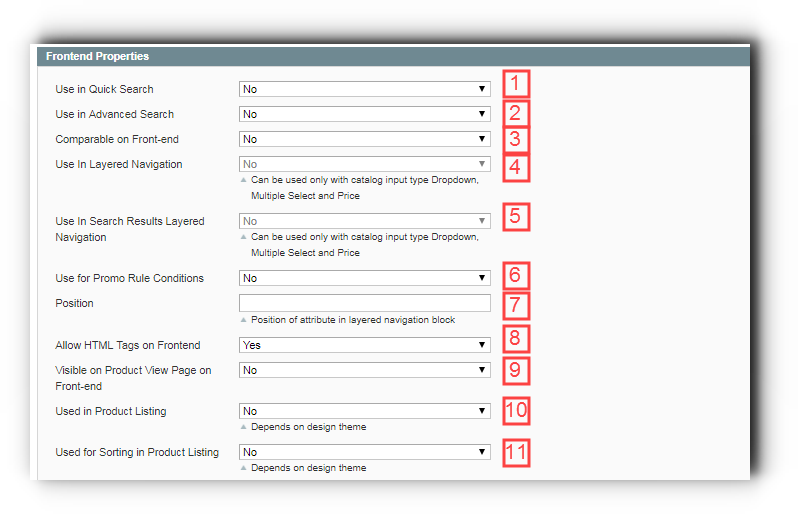 Frontend Properties
Use in Quick Search No 1
Use in Advanced Search No 2
Comparable on Front-end No 3
Use In Layered Navigation No 4
Can be used only with catalog input type Dropdown,
Multiple Select and Price
Use In Search Results Layered No 5
Navigation Can be used only with catalog input type Dropdown,
Multiple Select and Price
Use for Promo Rule Conditions No 6
Position 7
Position of attribute in layered navigation block
Allow HTML Tags on Frontend Yes 8
Visible on Product View Page on No 9
Front-end
Used in Product Listing No 10
Depends on design theme
Used for Sorting in Product Listing No 11
Depends on design theme